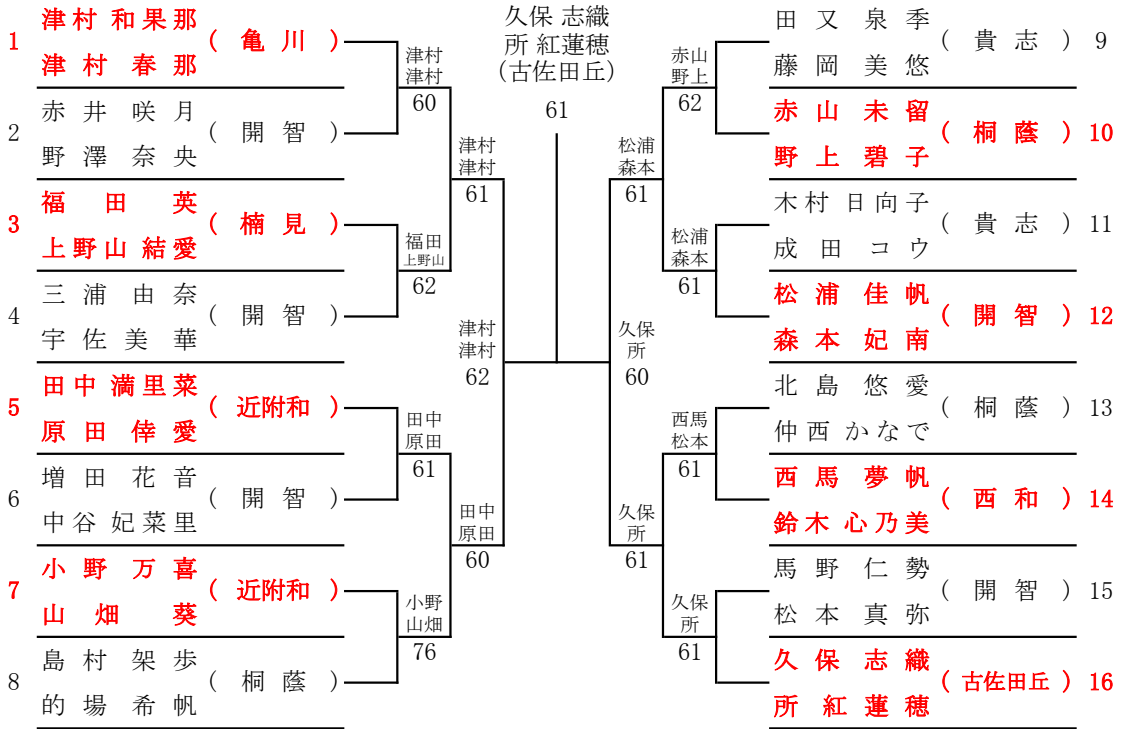 久保 志織
所 紅蓮穂
(古佐田丘)
61
1 津村 和果那 (亀川)
津村 春那
2 赤井 咲月 (開智)
野澤 奈央
3 福田 英 (楠見)
上野山 結愛
4 三浦 由奈 (開智)
宇佐美 華
5 田中 満里菜 (近附和)
原田 倖愛
6 増田 花音 (開智)
中谷 妃菜里
7 小野 万喜 (近附和)
山畑 葵
8 島村 架歩 (桐蔭)
的場 希帆
津村
津村
60
福田
上野山
62
田中
原田
61
小野
山畑
76
津村
津村
61
田中
原田
60
津村
津村
62
久保
所
60
松浦
森本
61
久保
所
61
赤山
野上
62
松浦
森本
61
西馬
松本
61
久保
所
61
田又 泉季 (貴志) 9
藤岡 美悠
赤山 未留 (桐蔭) 10
野上 碧子
木村 日向子 (貴志) 11
成田 コウ
松浦 佳帆 (開智) 12
森本 妃南
北島 悠愛 (桐蔭) 13
仲西 かなで
西馬 夢帆 (西和) 14
鈴木 心乃美
馬野 仁勢 (開智) 15
松本 真弥
久保 志織 (古佐田丘) 16
所 紅蓮穂